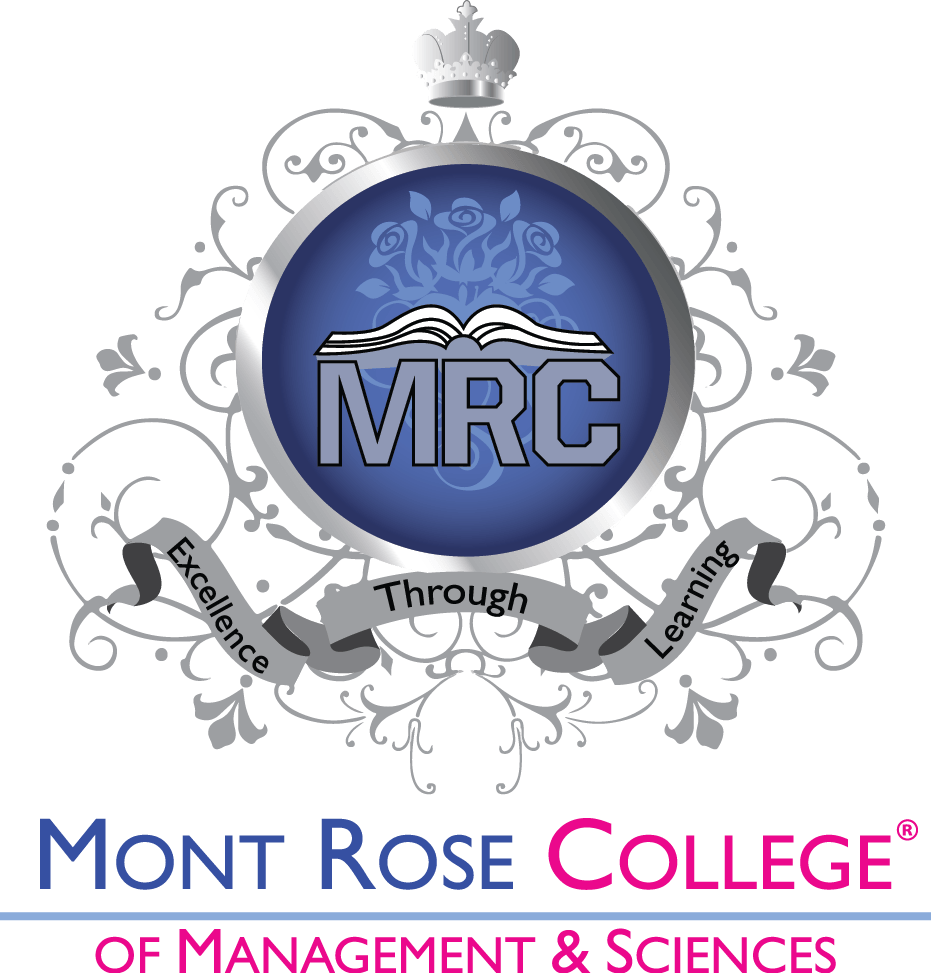 MRC
Excellence Through Learning
MONT ROSE COLLEGE®
OF MANAGEMENT & SCIENCES